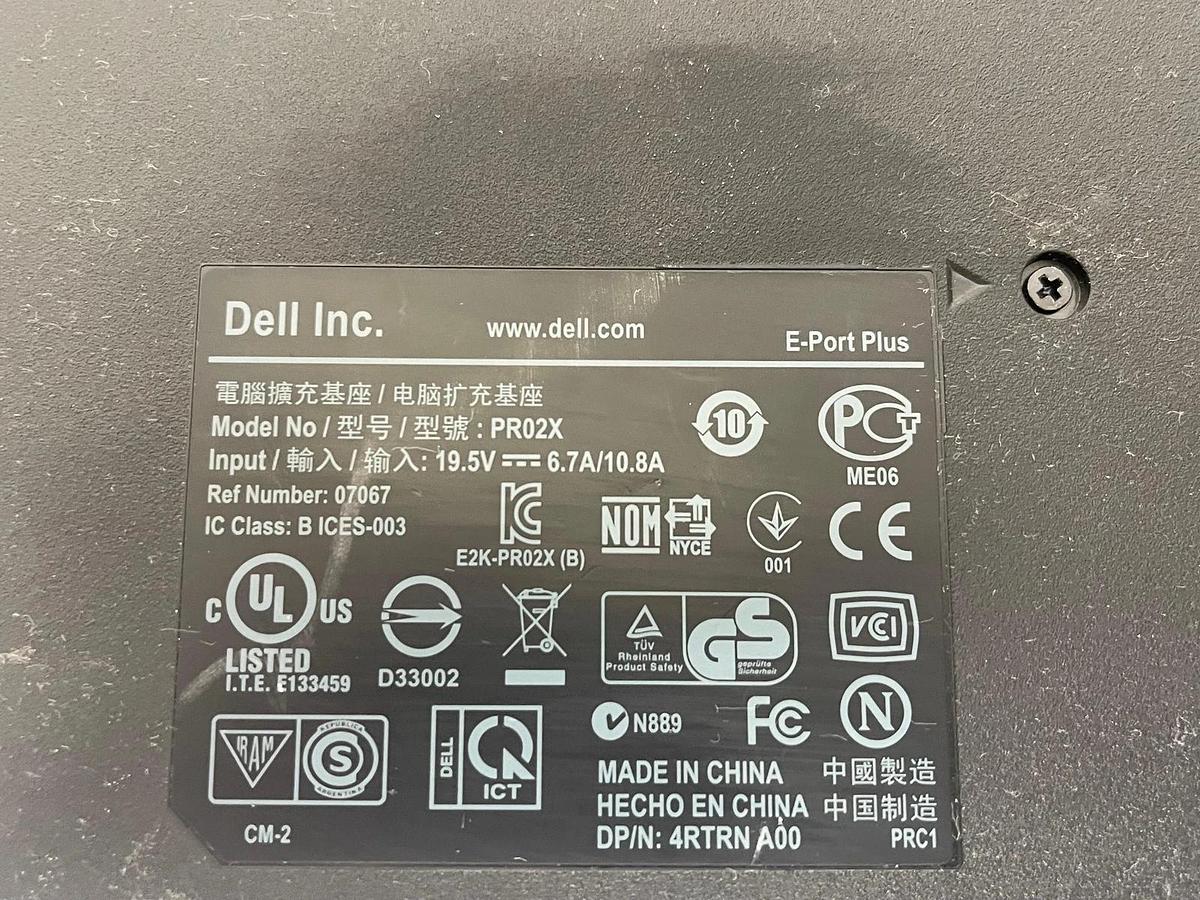 Dell Inc. www.dell.com E-Port Plus
電腦擴充基座 / 电脑扩充基座
Model No / 型号 / 型號 : PR02X
Input / 輸入 / 输入: 19.5V 6.7A/10.8A
10
PCT
ME06
Ref Number: 07067
IC Class: B ICES-003
KC
E2K-PR02X (B)
NOM
NYCE
001
CE
C UL US
LISTED
I.T.E. E133459
D33002
TÜV
Rheinland
Product Safety
GS
geprüfte
Sicherheit
VCI
IRAM
REPUBLICA
S
ARGENTINA
CM-2
DELL
ICT
N889
FC
N
MADE IN CHINA 中國製造
HECHO EN CHINA 中国制造
DP/N: 4RTRN A00 PRC1